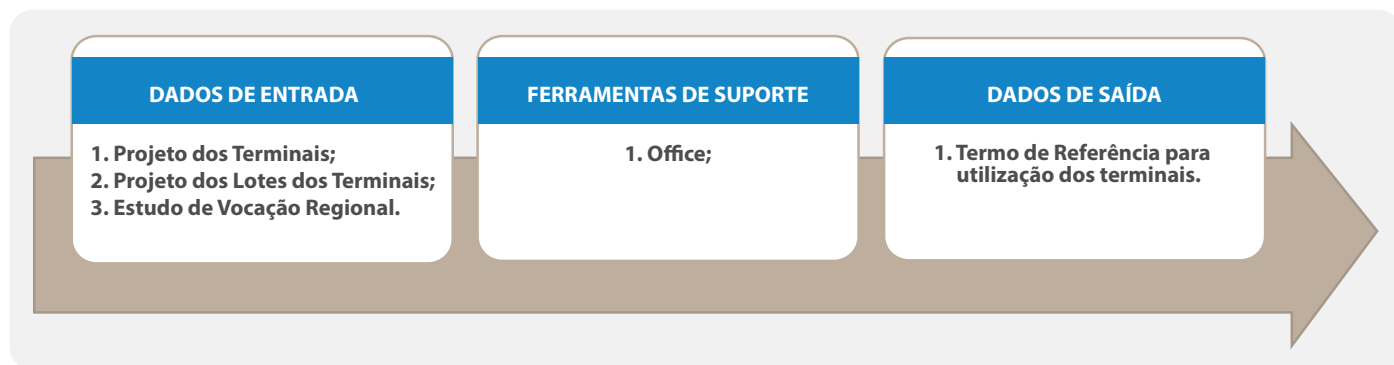 DADOS DE ENTRADA
1. Projeto dos Terminais;
2. Projeto dos Lotes dos Terminais;
3. Estudo de Vocação Regional.
FERRAMENTAS DE SUPORTE
1. Office;
DADOS DE SAÍDA
1. Termo de Referência para
utilização dos terminais.